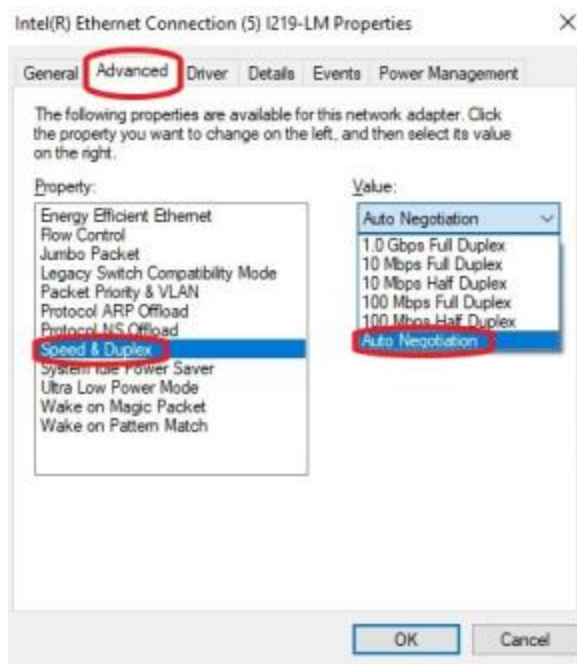 Intel(R) Ethernet Connection (5) I219-LM Properties
General Advanced Driver Details Events Power Management
The following properties are available for this network adapter. Click
the property you want to change on the left, and then select its value
on the right.
Property:
Energy Efficient Ethernet
Flow Control
Jumbo Packet
Legacy Switch Compatibility Mode
Packet Priority & VLAN
Protocol ARP Offload
Protocol NS Offload
Speed & Duplex
System Idle Power Saver
Ultra Low Power Mode
Wake on Magic Packet
Wake on Pattern Match
Value:
Auto Negotiation
1.0 Gbps Full Duplex
10 Mbps Full Duplex
10 Mbps Half Duplex
100 Mbps Full Duplex
100 Mbps Half Duplex
Auto Negotiation
OK Cancel